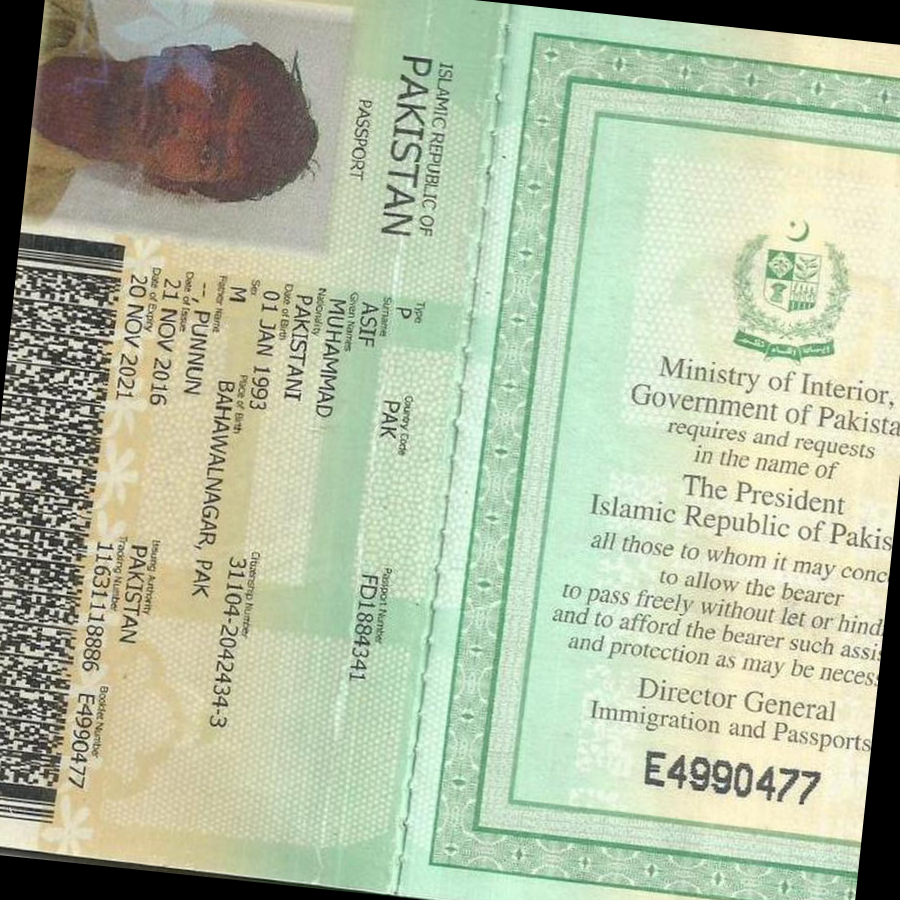 ISLAMIC REPUBLIC OF
PAKISTAN
PASSPORT
Type
P
Country Code
PAK
Passport Number
FD1884341
Surname
ASIF
Given Names
MUHAMMAD
Nationality
PAKISTANI
Date of Birth
01 JAN 1993
Citizenship Number
31104-2042434-3
Sex
M
Place of Birth
BAHAWALNAGAR, PAK
Father Name
--, PUNNUN
Date of Issue
21 NOV 2016
Issuing Authority
PAKISTAN
Date of Expiry
20 NOV 2021
Tracking Number
11631118886
Booklet Number
E4990477
Ministry of Interior,
Government of Pakista
requires and requests
in the name of
The President
Islamic Republic of Pakis
all those to whom it may conc
to allow the bearer
to pass freely without let or hind
and to afford the bearer such assi
and protection as may be neces
Director General
Immigration and Passports
E4990477